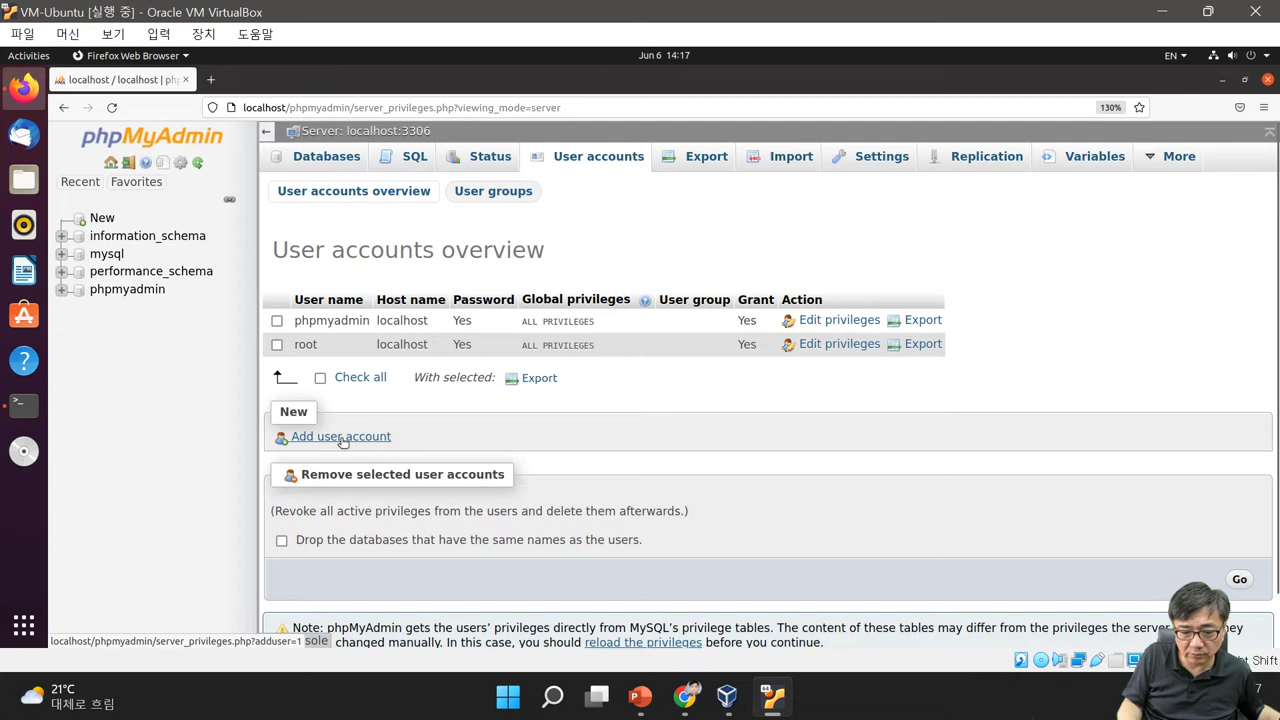 VM-Ubuntu [실행 중] - Oracle VM VirtualBox
파일 머신 보기 입력 장치 도움말
Activities Firefox Web Browser Jun 6 14:17 EN
localhost / localhost | ph
localhost/phpmyadmin/server_privileges.php?viewing_mode=server 130%
phpMyAdmin
Recent Favorites
New
information_schema
mysql
performance_schema
phpmyadmin
Server: localhost:3306
Databases SQL Status User accounts Export Import Settings Replication Variables More
User accounts overview User groups
User accounts overview
User name Host name Password Global privileges User group Grant Action
phpmyadmin localhost Yes ALL PRIVILEGES Yes Edit privileges Export
root localhost Yes ALL PRIVILEGES Yes Edit privileges Export
Check all With selected: Export
New
Add user account
Remove selected user accounts
(Revoke all active privileges from the users and delete them afterwards.)
Drop the databases that have the same names as the users.
Go
Note: phpMyAdmin gets the users' privileges directly from MySQL's privilege tables. The content of these tables may differ from the privileges the server
changed manually. In this case, you should reload the privileges before you continue.
localhost/phpmyadmin/server_privileges.php?adduser=1
Shift
21°C
대체로 흐림